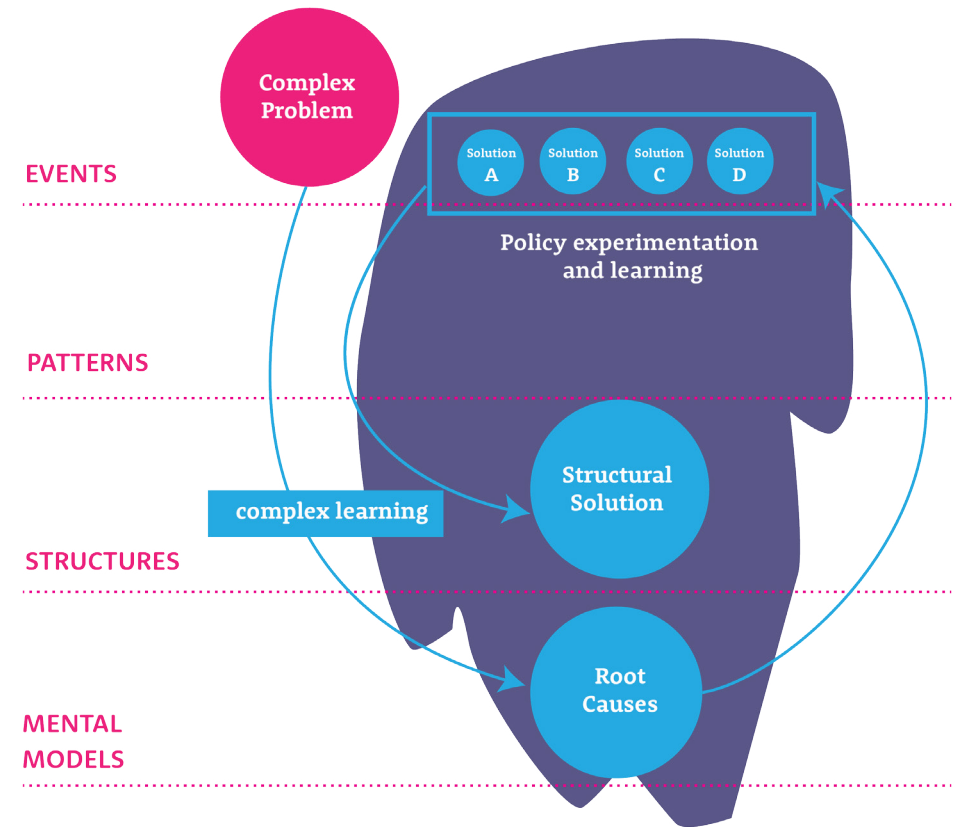 Complex
Problem
Solution
A
Solution
B
Solution
C
Solution
D
EVENTS
Policy experimentation
and learning
PATTERNS
Structural
Solution
complex learning
STRUCTURES
Root
Causes
MENTAL
MODELS